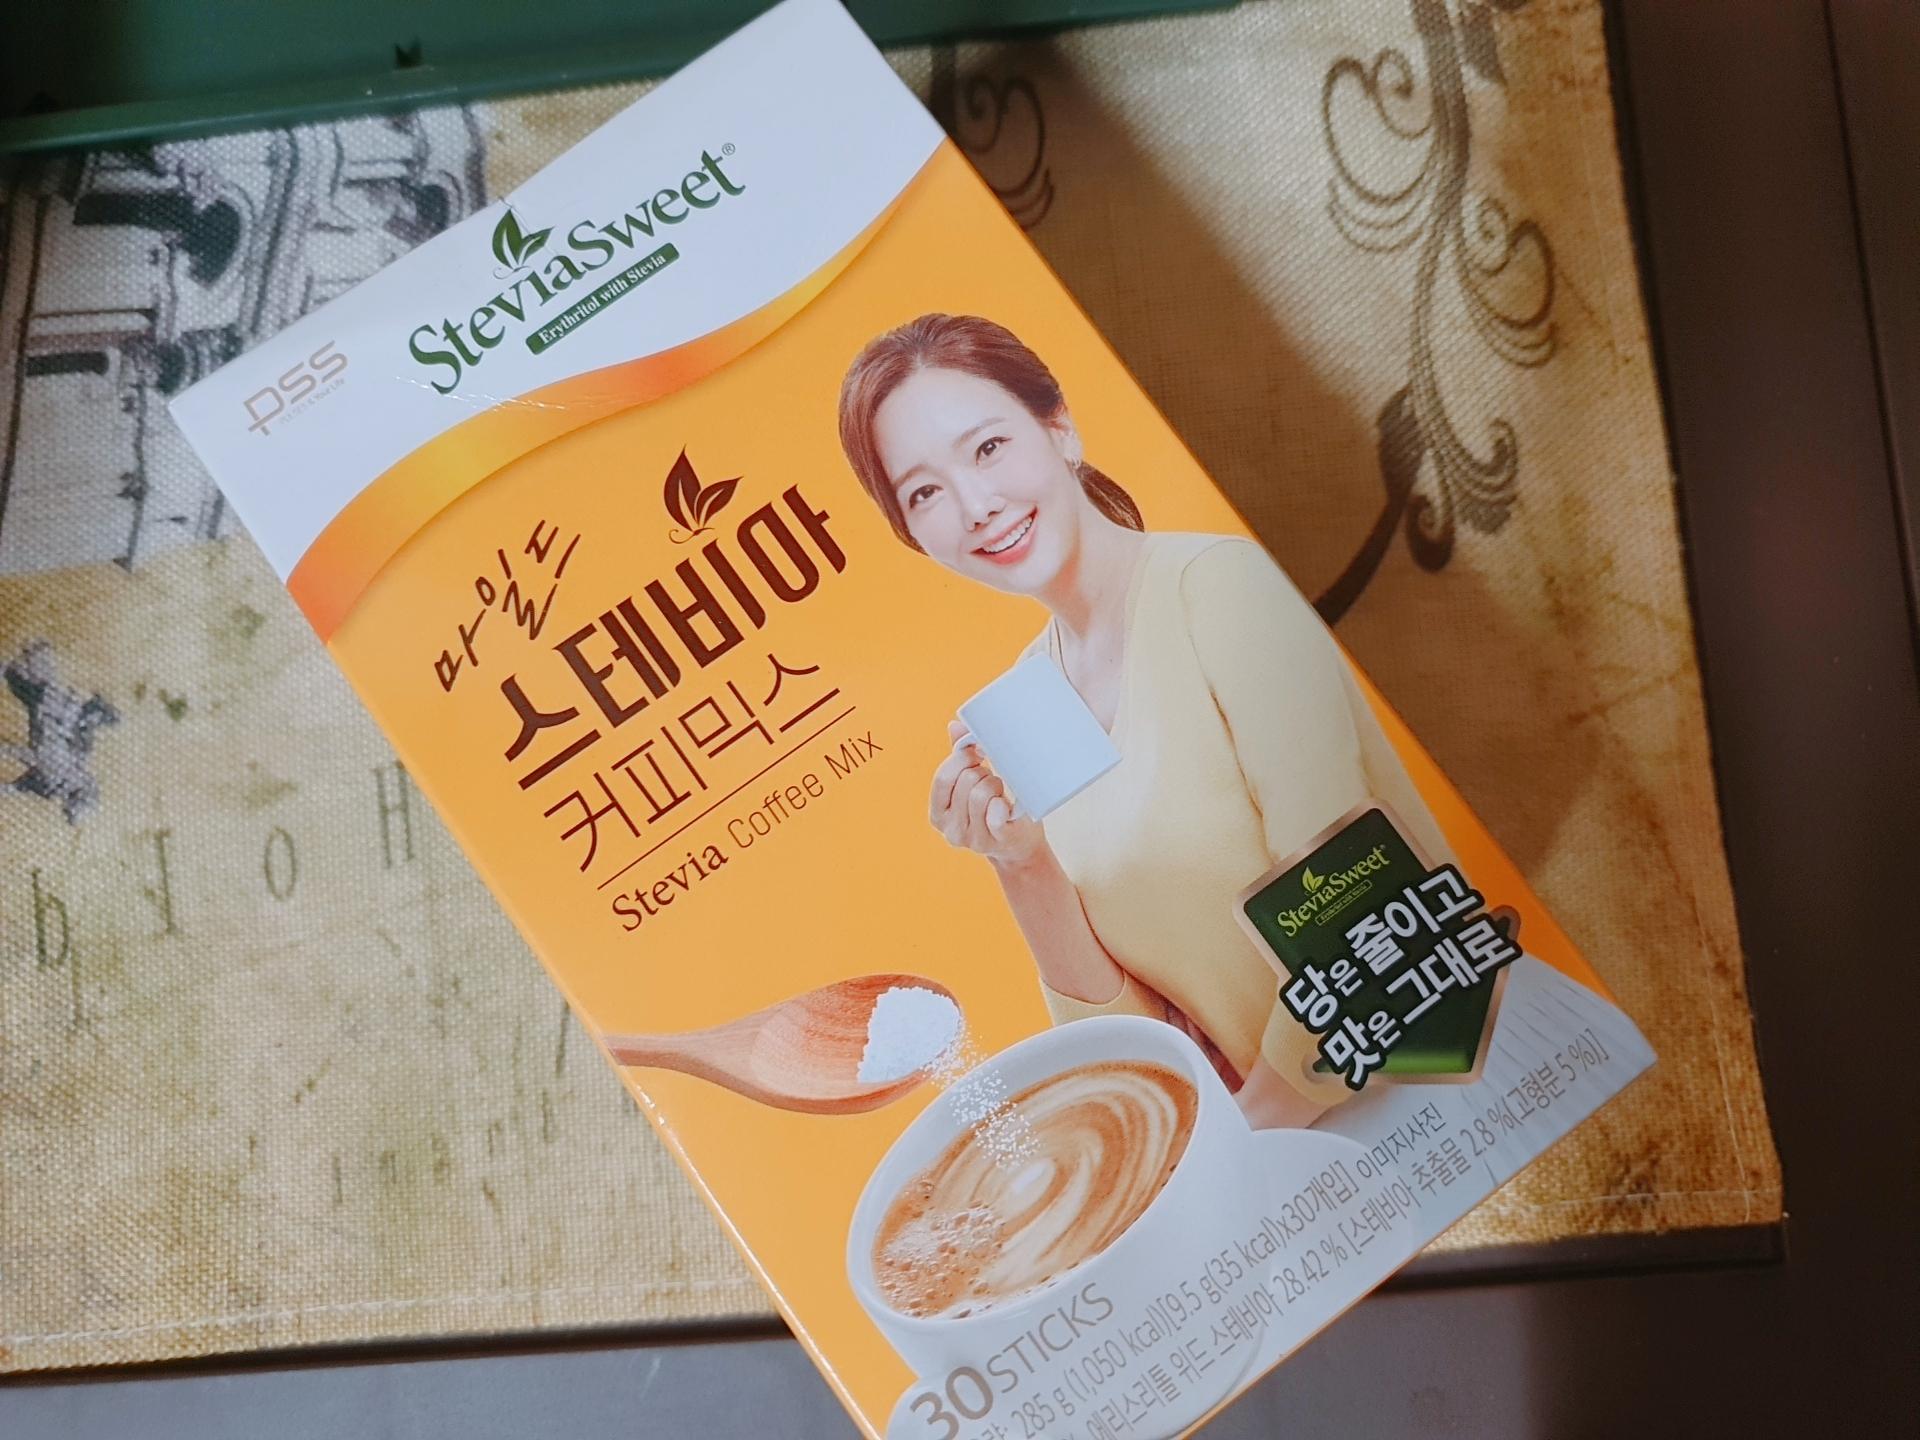 DSS
SteviaSweet®
Erythritol with Stevia
마일드
스테비아
커피믹스
Stevia Coffee Mix
SteviaSweet
당은 줄이고
맛은 그대로
30STICKS
285 g (1,050 kcal)[9.5 g(35 kcal)x30개입] 이미지사진
에리스리톨 위드 스테비아 28.42 % [스테비아 추출물 2.8 %(고형분 5 %)]